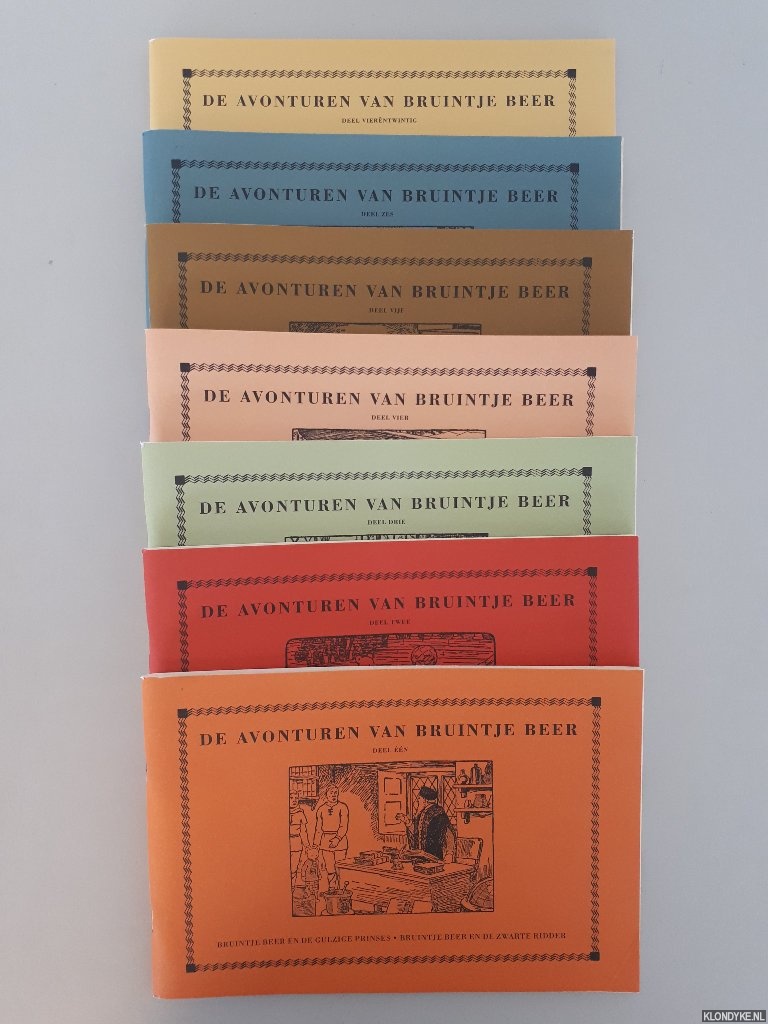 DE AVONTUREN VAN BRUINTJE BEER
DEEL VIERËNTWINTIG
DE AVONTUREN VAN BRUINTJE BEER
DEEL ZES
DE AVONTUREN VAN BRUINTJE BEER
DEEL VIJF
DE AVONTUREN VAN BRUINTJE BEER
DEEL VIER
DE AVONTUREN VAN BRUINTJE BEER
DEEL DRIE
DE AVONTUREN VAN BRUINTJE BEER
DEEL TWEE
DE AVONTUREN VAN BRUINTJE BEER
DEEL ÉÉN
BRUINTJE BEER EN DE GULZIGE PRINSES • BRUINTJE BEER EN DE ZWARTE RIDDER
KLONDYKE.NL